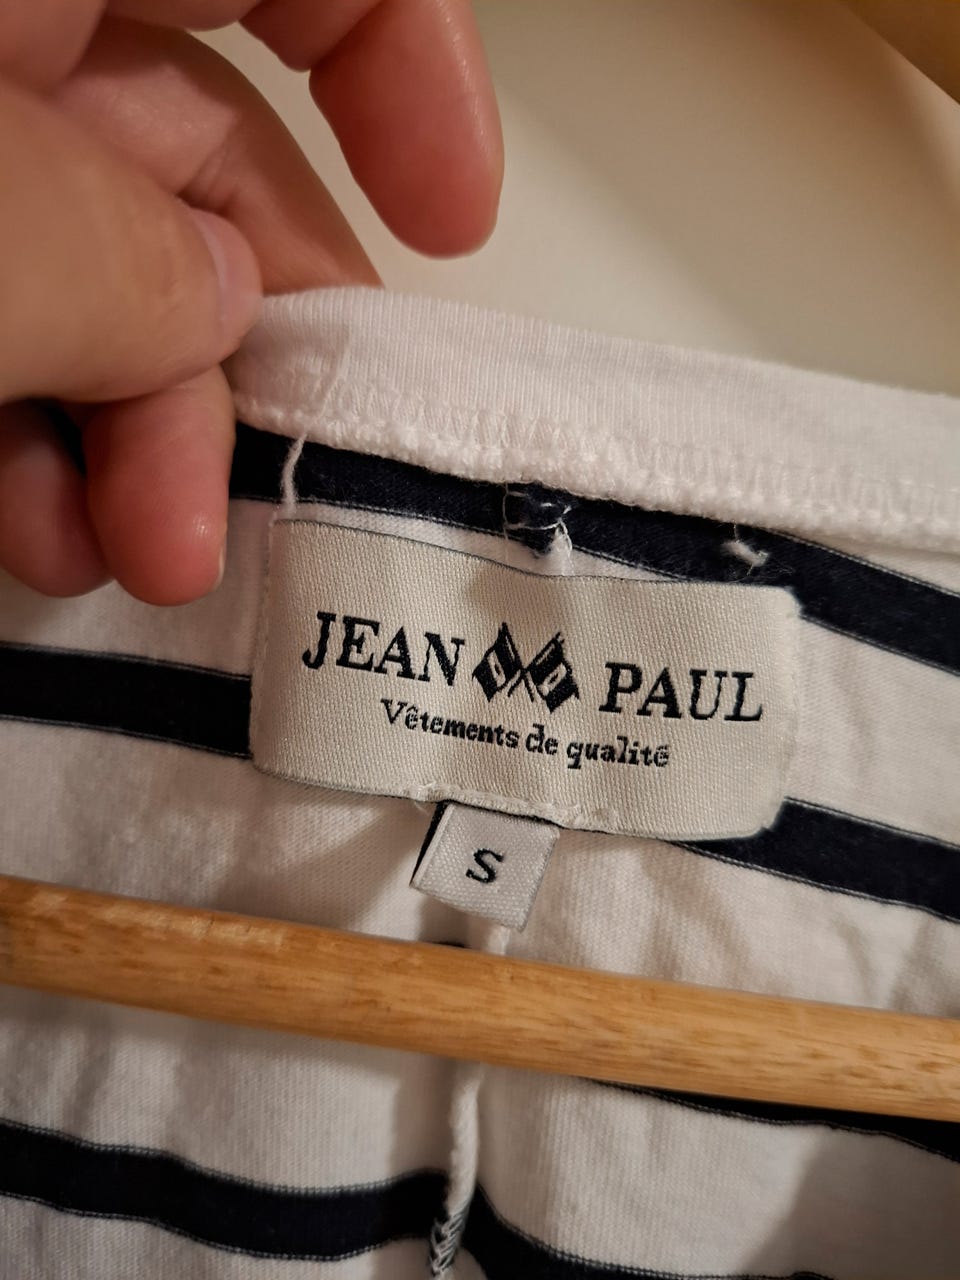 JEAN PAUL
Vêtements de qualité
S